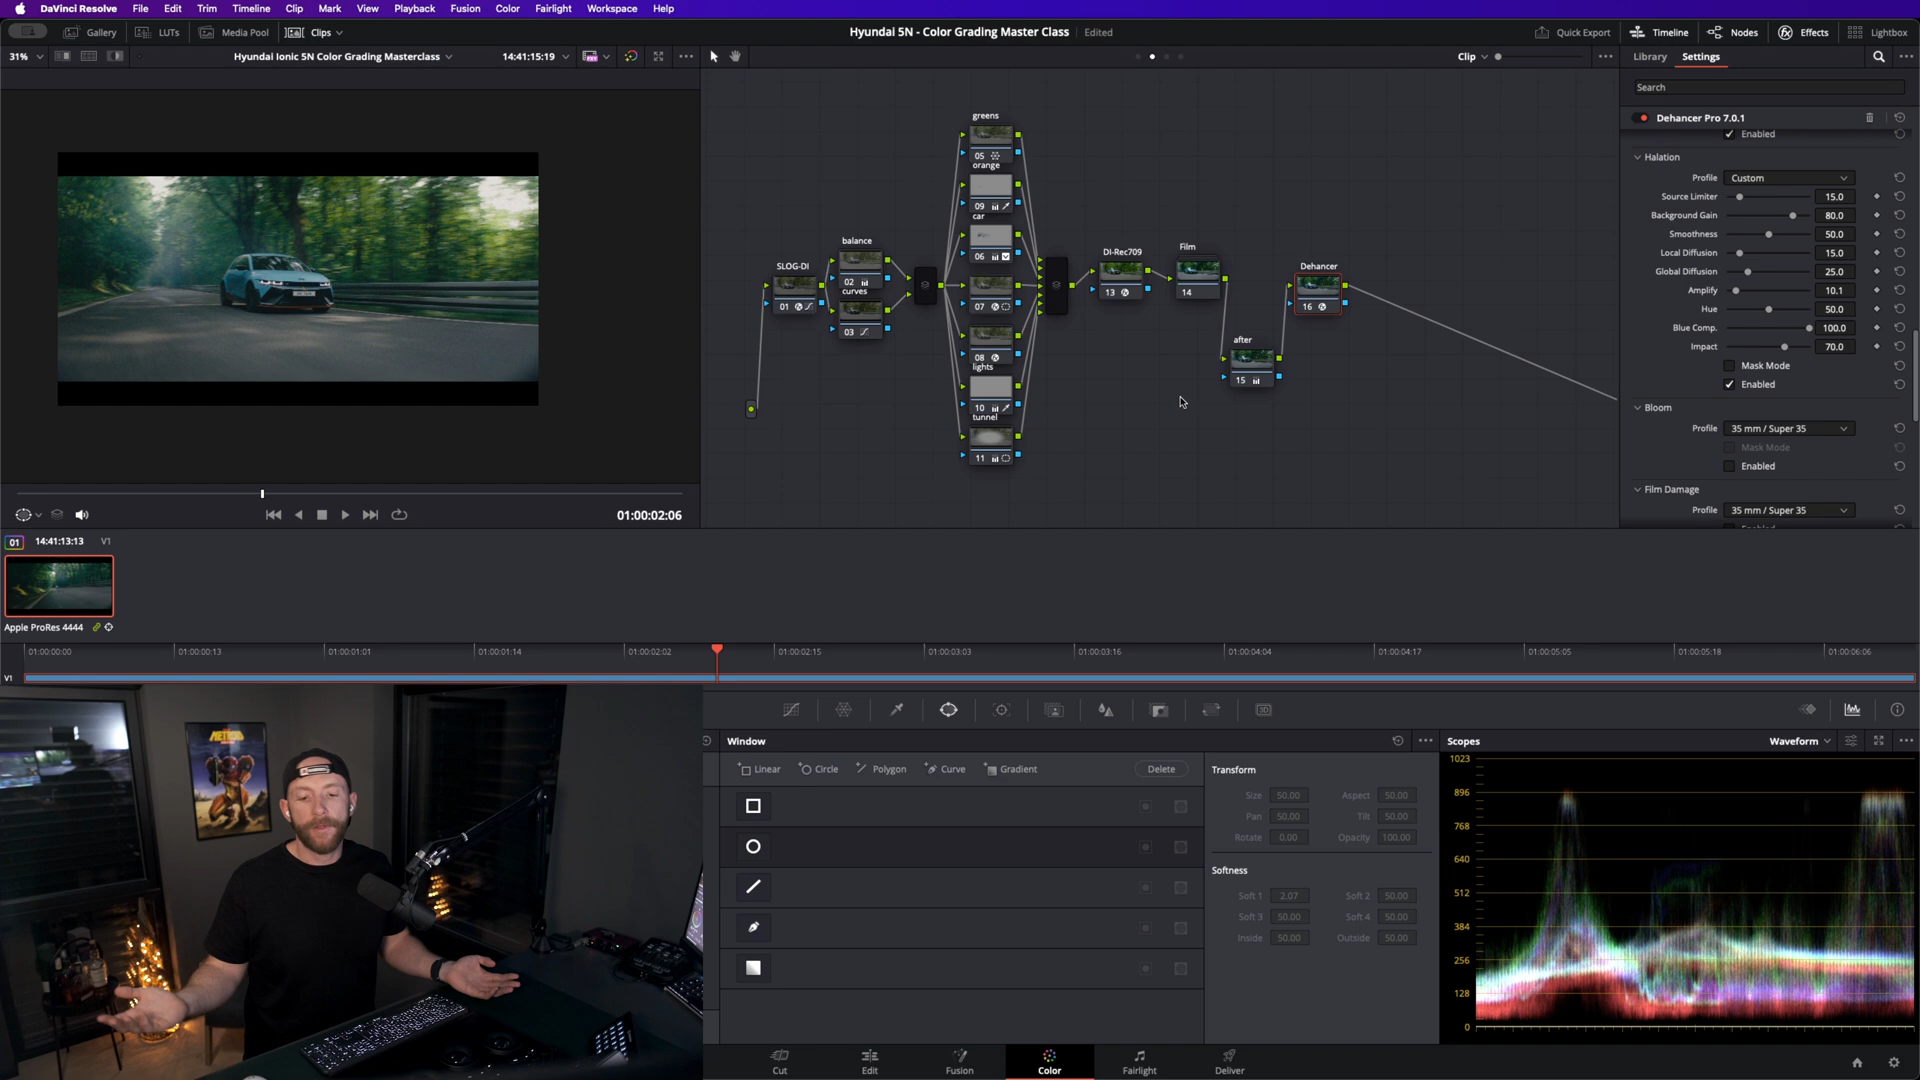 DaVinci Resolve File Edit Trim Timeline Clip Mark View Playback Fusion Color Fairlight Workspace Help
Gallery LUTs Media Pool Clips
Hyundai 5N - Color Grading Master Class Edited
Quick Export Timeline Nodes Effects Lightbox
31% Hyundai Ionic 5N Color Grading Masterclass 14:41:15:19
Clip
Library Settings
Search
Dehancer Pro 7.0.1
Enabled
Halation
Profile Custom
Source Limiter 15.0
Background Gain 80.0
Smoothness 50.0
Local Diffusion 15.0
Global Diffusion 25.0
Amplify 10.1
Hue 50.0
Blue Comp. 100.0
Impact 70.0
Mask Mode
Enabled
Bloom
Profile 35 mm / Super 35
Mask Mode
Enabled
Film Damage
Profile 35 mm / Super 35
greens
05
orange
09
car
06
07
08
lights
10
tunnel
11
SLOG-DI
01
balance
02
curves
03
DI-Rec709
13
Film
14
after
15
Dehancer
16
01:00:02:06
01 14:41:13:13 V1
Apple ProRes 4444
01:00:00:00 01:00:00:13 01:00:01:01 01:00:01:14 01:00:02:02 01:00:02:15 01:00:03:03 01:00:03:16 01:00:04:04 01:00:04:17 01:00:05:05 01:00:05:18 01:00:06:06
V1
METROID
Window
Linear Circle Polygon Curve Gradient Delete
Transform
Size 50.00 Aspect 50.00
Pan 50.00 Tilt 50.00
Rotate 0.00 Opacity 100.00
Softness
Soft 1 2.07 Soft 2 50.00
Soft 3 50.00 Soft 4 50.00
Inside 50.00 Outside 50.00
Scopes Waveform
1023
896
768
640
512
384
256
128
0
Cut Edit Fusion Color Fairlight Deliver